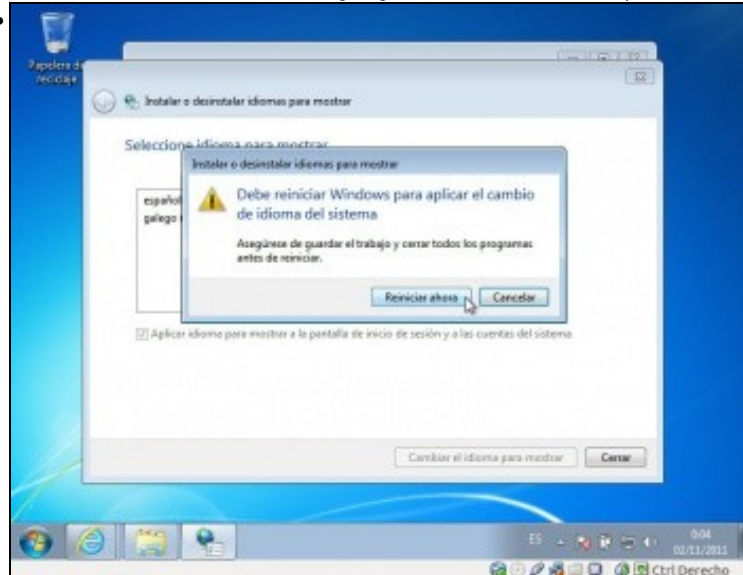 Papelera de
reciclaje
Instalar o desinstalar idiomas para mostrar
Seleccione idioma para mostrar
Instalar o desinstalar idiomas para mostrar
español
galego
Debe reiniciar Windows para aplicar el cambio
de idioma del sistema
Asegúrese de guardar el trabajo y cerrar todos los programas
antes de reiniciar.
Reiniciar ahora
Cancelar
Aplicar idioma para mostrar a la pantalla de inicio de sesión y a las cuentas del sistema
Cambiar el idioma para mostrar
Cerrar
ES
0:04
02/11/2011
Ctrl Derecho